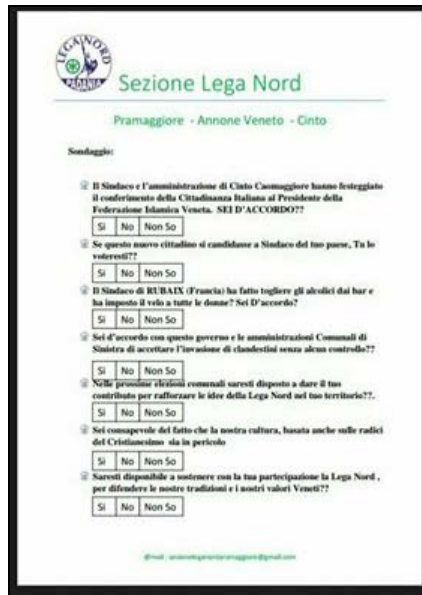 LEGA NORD
PADANIA
Sezione Lega Nord
Pramaggiore - Annone Veneto - Cinto
Sondaggio:
Il Sindaco e l'amministrazione di Cinto Caomaggiore hanno festeggiato
il conferimento della Cittadinanza Italiana al Presidente della
Federazione Islamica Veneta. SEI D'ACCORDO??
Si No Non So
Se questo nuovo cittadino si candidasse a Sindaco del tuo paese, Tu lo
voteresti??
Si No Non So
Il Sindaco di RUBAIX (Francia) ha fatto togliere gli alcolici dai bar e
ha imposto il velo a tutte le donne? Sei D'accordo?
Si No Non So
Sei d'accordo con questo governo e le amministrazioni Comunali di
Sinistra di accettare l'invasione di clandestini senza alcun controllo??
Si No Non So
Nelle prossime elezioni comunali saresti disposto a dare il tuo
contributo per rafforzare le idee della Lega Nord nel tuo territorio??.
Si No Non So
Sei consapevole del fatto che la nostra cultura, basata anche sulle radici
del Cristianesimo sia in pericolo
Si No Non So
Saresti disponibile a sostenere con la tua partecipazione la Lega Nord ,
per difendere le nostre tradizioni e i nostri valori Veneti??
Si No Non So
@mail : sezioneleganordpramaggiore@gmail.com